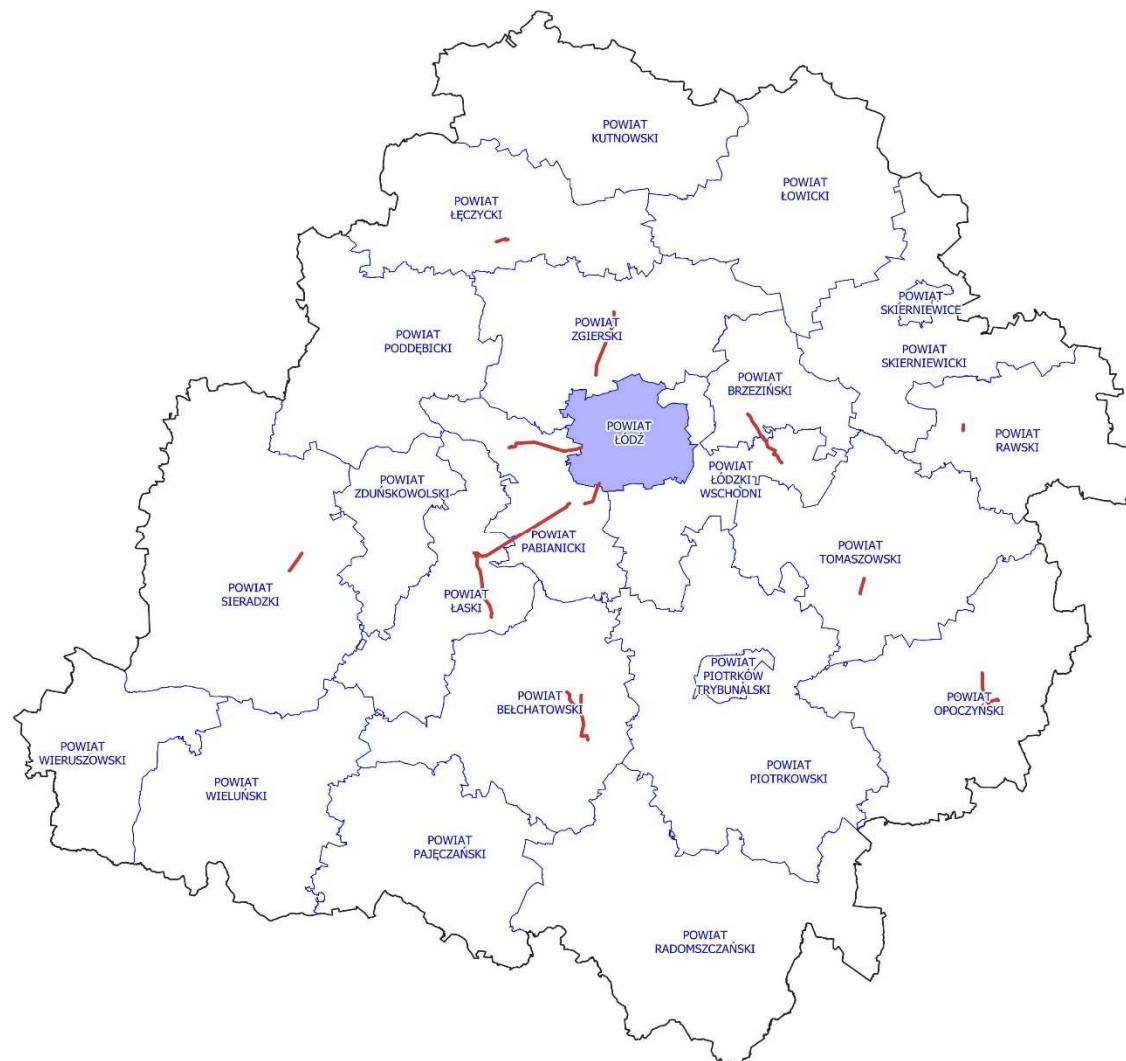 POWIAT
KUTNOWSKI
POWIAT
ŁOWICKI
POWIAT
ŁĘCZYCKI
POWIAT
SKIERNIEWICE
POWIAT
ZGIERSKI
POWIAT
PODDĘBICKI
POWIAT
SKIERNIEWICKI
POWIAT
BRZEZIŃSKI
POWIAT
ŁÓDŹ
POWIAT
RAWSKI
POWIAT
ŁÓDZKI
WSCHODNI
POWIAT
ZDUŃSKOWOLSKI
POWIAT
PABIANICKI
POWIAT
TOMASZOWSKI
POWIAT
SIERADZKI
POWIAT
ŁASKI
POWIAT
PIOTRKÓW
TRYBUNALSKI
POWIAT
BEŁCHATOWSKI
POWIAT
OPOCZYŃSKI
POWIAT
WIERUSZOWSKI
POWIAT
PIOTRKOWSKI
POWIAT
WIELUŃSKI
POWIAT
PAJĘCZAŃSKI
POWIAT
RADOMSZCZAŃSKI